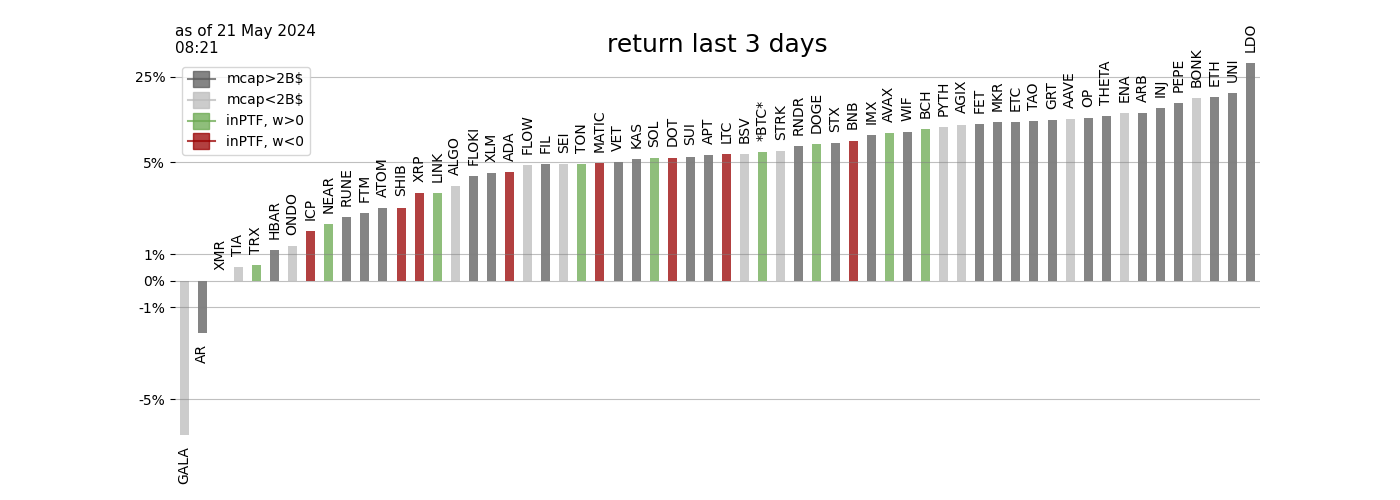 as of 21 May 2024
08:21
return last 3 days
mcap>2B$
mcap<2B$
inPTF, w>0
inPTF, w<0
25%
5%
1%
0%
-1%
-5%
GALA
AR
XMR
TIA
TRX
HBAR
ONDO
ICP
NEAR
RUNE
FTM
ATOM
SHIB
XRP
LINK
ALGO
FLOKI
XLM
ADA
FLOW
FIL
SEI
TON
MATIC
VET
KAS
SOL
DOT
SUI
APT
LTC
BSV
*BTC*
STRK
RNDR
DOGE
STX
BNB
IMX
AVAX
WIF
BCH
PYTH
AGIX
FET
MKR
ETC
TAO
GRT
AAVE
OP
THETA
ENA
ARB
INJ
PEPE
BONK
ETH
UNI
LDO